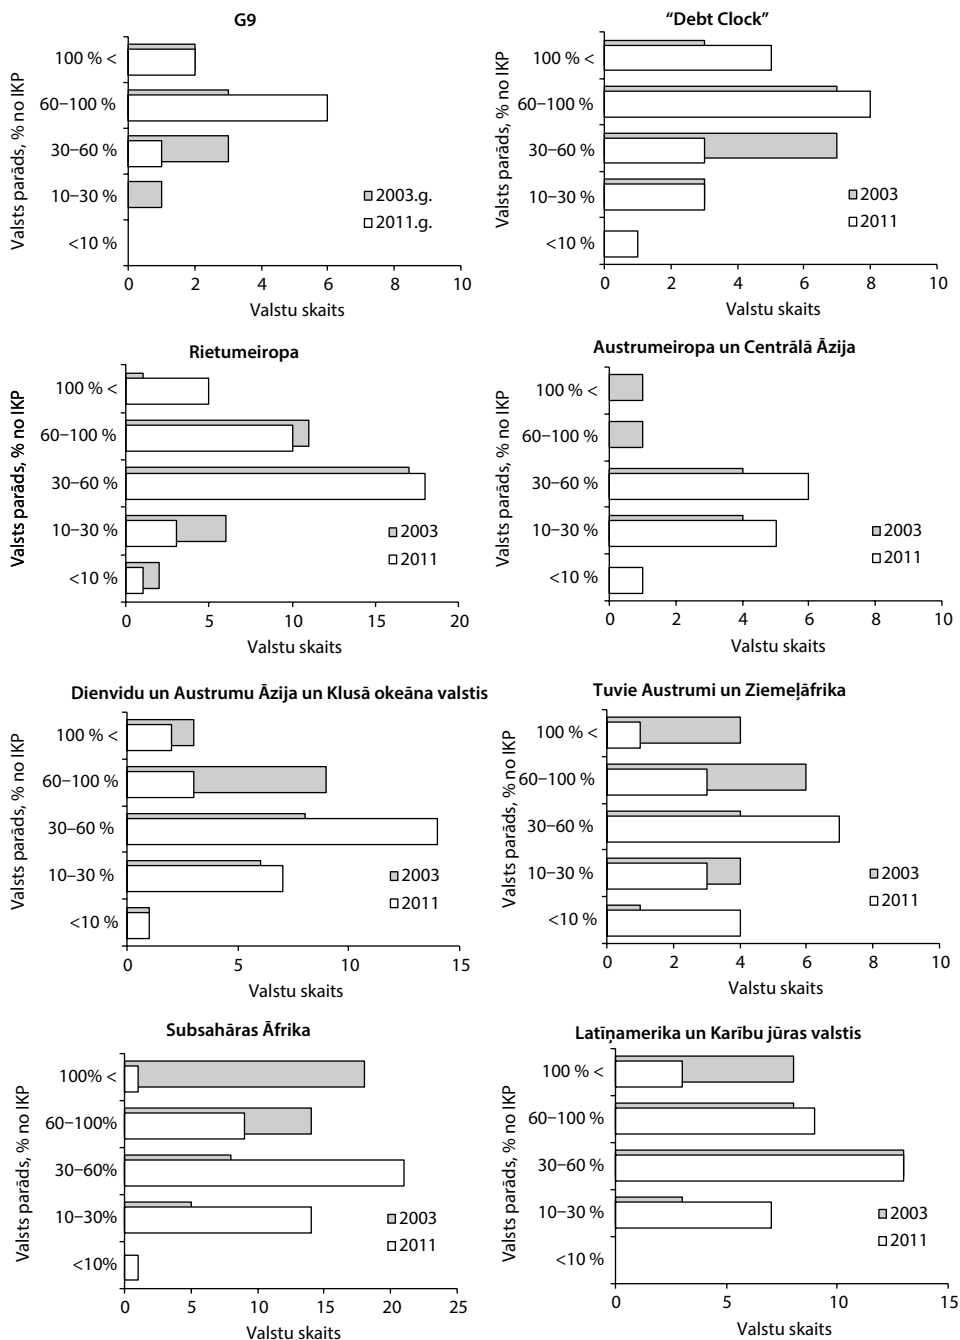 G9
Valsts parāds, % no IKP
100 % <
60–100 %
30–60 %
10–30 %
<10 %
2003.g.
2011.g.
0 2 4 6 8 10
Valstu skaits
“Debt Clock”
Valsts parāds, % no IKP
100 % <
60–100 %
30–60 %
10–30 %
<10 %
2003
2011
0 2 4 6 8 10
Valstu skaits
Rietumeiropa
Valsts parāds, % no IKP
100 % <
60–100 %
30–60 %
10–30 %
<10 %
2003
2011
0 5 10 15 20
Valstu skaits
Austrumeiropa un Centrālā Āzija
Valsts parāds, % no IKP
100 % <
60–100 %
30–60 %
10–30 %
<10 %
2003
2011
0 2 4 6 8 10
Valstu skaits
Dienvidu un Austrumu Āzija un Klusā okeāna valstis
Valsts parāds, % no IKP
100 % <
60–100 %
30–60 %
10–30 %
<10 %
2003
2011
0 5 10 15
Valstu skaits
Tuvie Austrumi un Ziemeļāfrika
Valsts parāds, % no IKP
100 % <
60–100 %
30–60 %
10–30 %
<10 %
2003
2011
0 2 4 6 8 10
Valstu skaits
Subsahāras Āfrika
Valsts parāds, % no IKP
100% <
60–100%
30–60%
10–30%
<10%
2003
2011
0 5 10 15 20 25
Valstu skaits
Latīņamerika un Karību jūras valstis
Valsts parāds, % no IKP
100 % <
60–100 %
30–60 %
10–30 %
<10 %
2003
2011
0 5 10 15
Valstu skaits